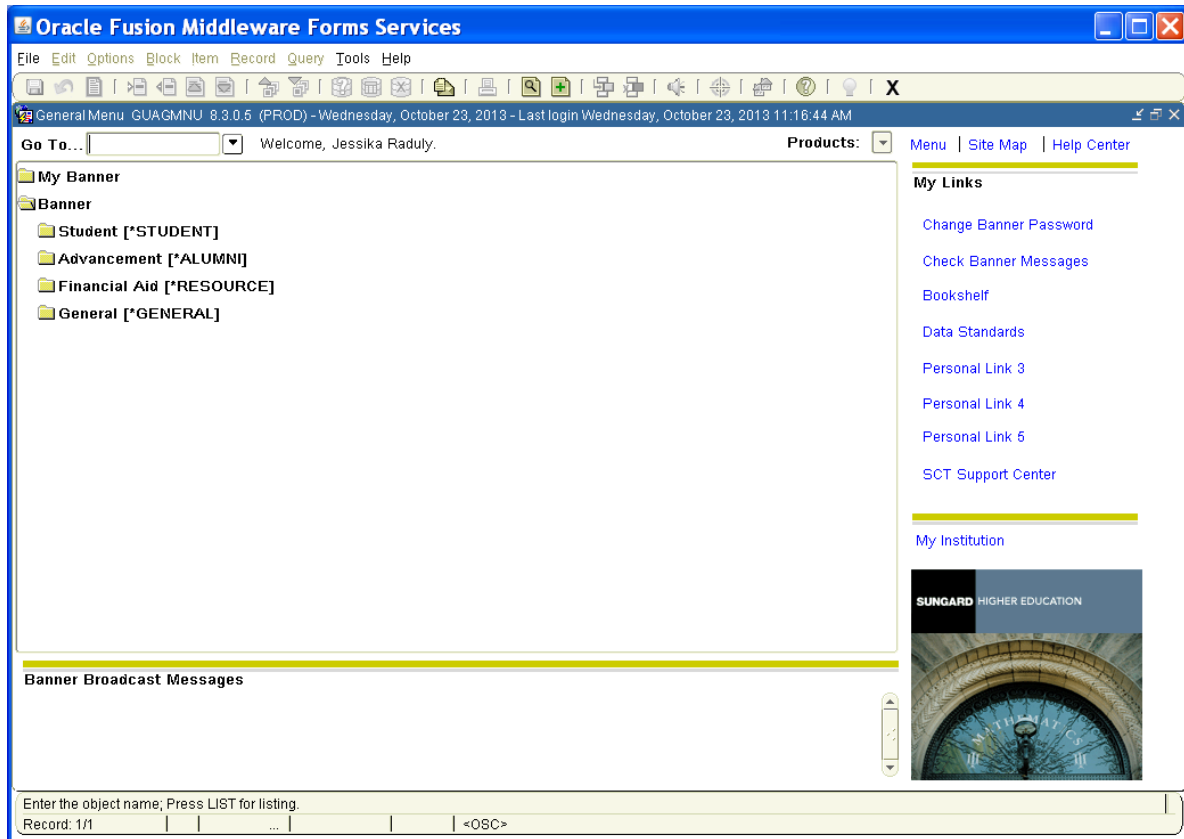 Oracle Fusion Middleware Forms Services
File Edit Options Block Item Record Query Tools Help
X
General Menu GUAGMNU 8.3.0.5 (PROD) - Wednesday, October 23, 2013 - Last login Wednesday, October 23, 2013 11:16:44 AM
Go To... Welcome, Jessika Raduly. Products: Menu | Site Map | Help Center
My Banner
Banner
Student [*STUDENT]
Advancement [*ALUMNI]
Financial Aid [*RESOURCE]
General [*GENERAL]
My Links
Change Banner Password
Check Banner Messages
Bookshelf
Data Standards
Personal Link 3
Personal Link 4
Personal Link 5
SCT Support Center
My Institution
SUNGARD HIGHER EDUCATION
MATHEMATICS
Banner Broadcast Messages
Enter the object name; Press LIST for listing.
Record: 1/1 ... <OSC>